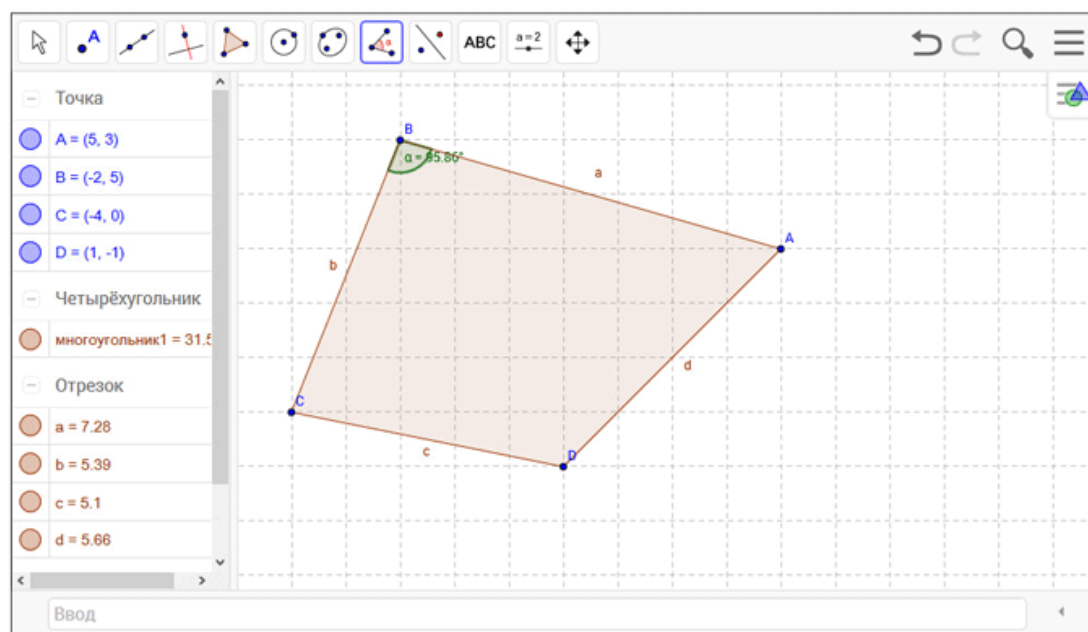 A
α
ABC
a = 2
Точка
A = (5, 3)
B = (-2, 5)
C = (-4, 0)
D = (1, -1)
Четырёхугольник
многоугольник1 = 31.5
Отрезок
a = 7.28
b = 5.39
c = 5.1
d = 5.66
B
α = 95.86°
a
A
b
d
C
c
D
Ввод